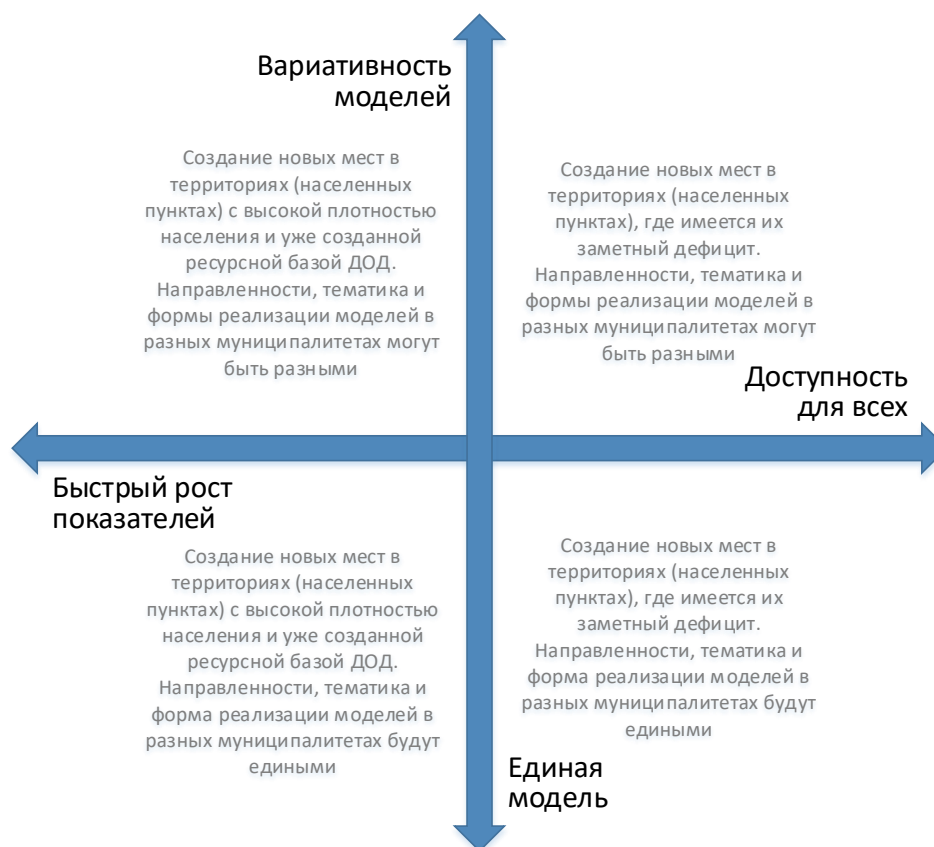 Вариативность
моделей
Создание новых мест в
территориях (населенных
пунктах) с высокой плотностью
населения и уже созданной
ресурсной базой ДОД.
Направленности, тематика и
формы реализации моделей в
разных муниципалитетах могут
быть разными
Создание новых мест в
территориях (населенных
пунктах), где имеется их
заметный дефицит.
Направленности, тематика и
формы реализации моделей в
разных муниципалитетах могут
быть разными
Доступность
для всех
Быстрый рост
показателей
Создание новых мест в
территориях (населенных
пунктах) с высокой плотностью
населения и уже созданной
ресурсной базой ДОД.
Направленности, тематика и
форма реализации моделей в
разных муниципалитетах будут
едиными
Создание новых мест в
территориях (населенных
пунктах), где имеется их
заметный дефицит.
Направленности, тематика и
форма реализации моделей в
разных муниципалитетах будут
едиными
Единая
модель